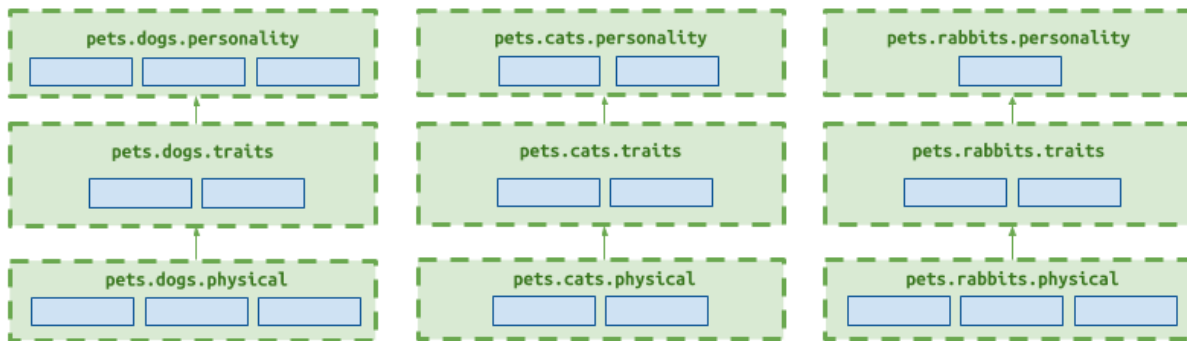 pets.dogs.personality
pets.cats.personality
pets.rabbits.personality
pets.dogs.traits
pets.cats.traits
pets.rabbits.traits
pets.dogs.physical
pets.cats.physical
pets.rabbits.physical